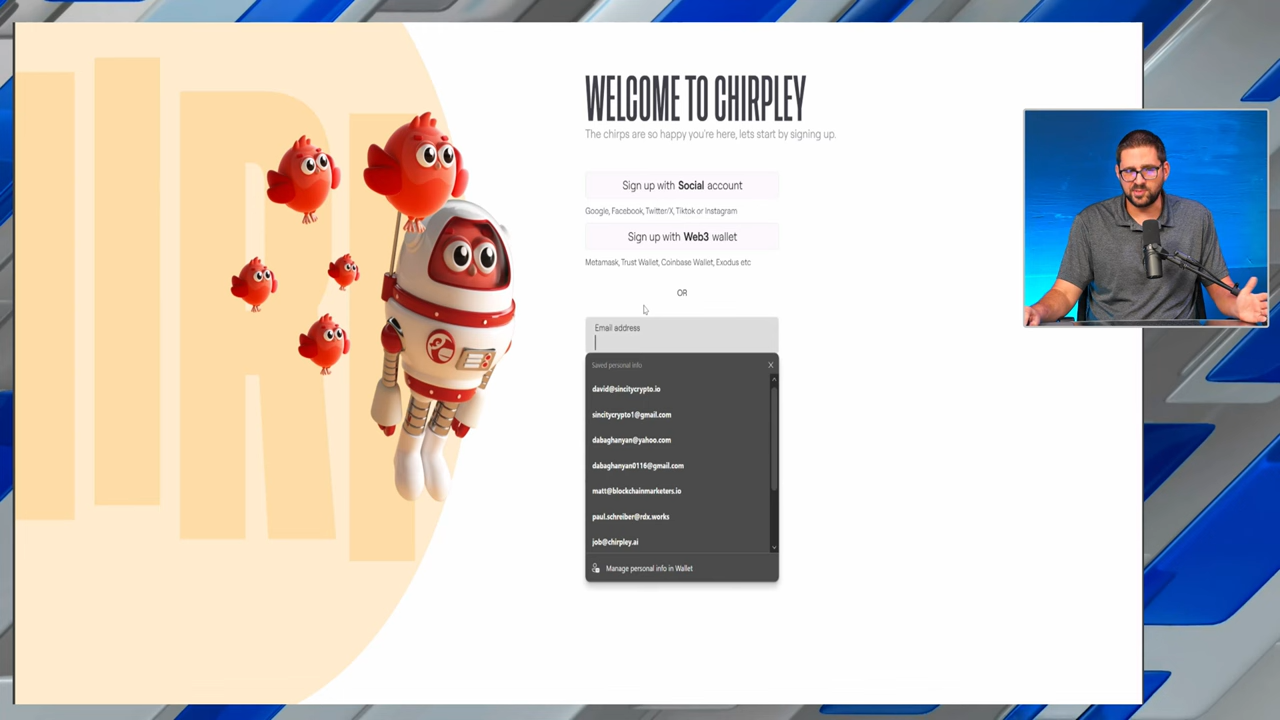 WELCOME TO CHIRPLEY
The chirps are so happy you're here, lets start by signing up.
Sign up with Social account
Google, Facebook, Twitter/X, Tiktok or Instagram
Sign up with Web3 wallet
Metamask, Trust Wallet, Coinbase Wallet, Exodus etc
OR
Email address
Saved personal info
X
david@sincitycrypto.io
sincitycrypto1@gmail.com
dabaghanyan@yahoo.com
dabaghanyan0116@gmail.com
matt@blockchainmarketers.io
paul.schreiber@rdx.works
job@chirpley.ai
Manage personal info in Wallet